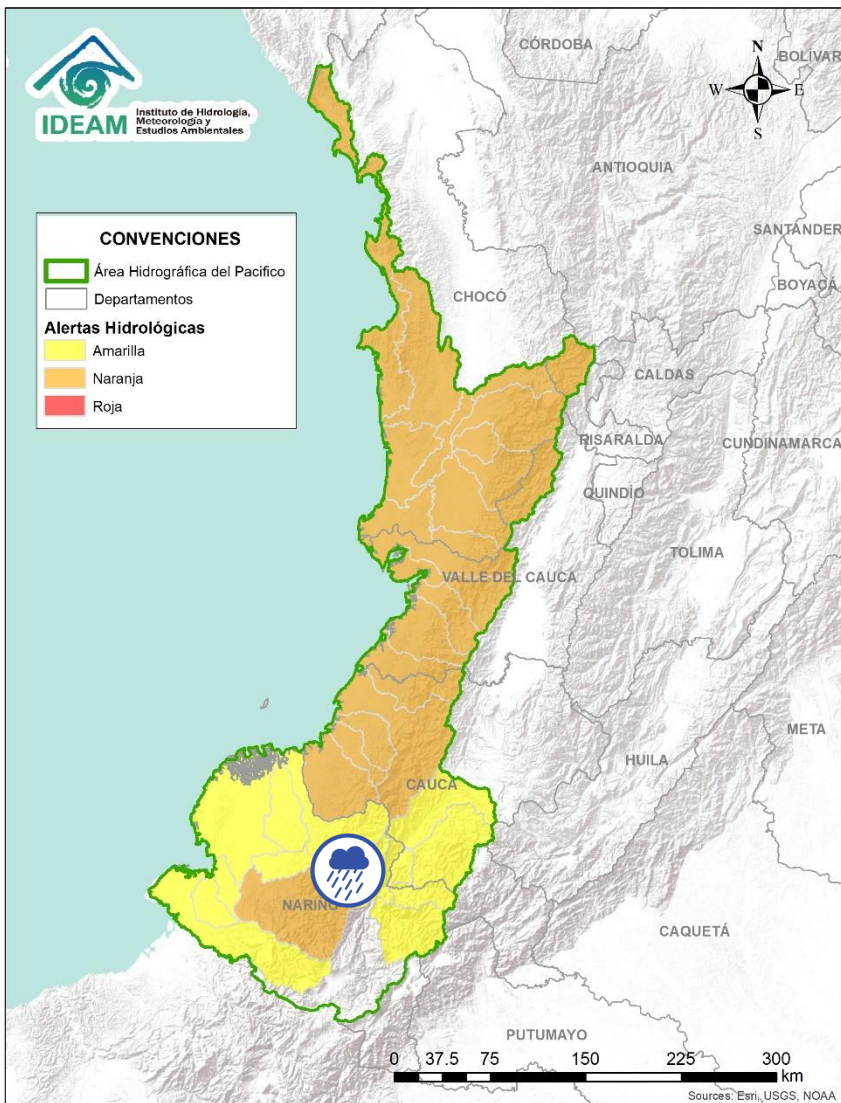 IDEAM
Instituto de Hidrología,
Meteorología y
Estudios Ambientales
N
W
E
S
CÓRDOBA
BOLÍVAR
ANTIOQUIA
SANTANDER
BOYACÁ
CHOCÓ
CALDAS
RISARALDA
CUNDINAMARCA
QUINDÍO
TOLIMA
VALLE DEL CAUCA
META
HUILA
CAUCA
NARIÑO
CAQUETÁ
PUTUMAYO
CONVENCIONES
Área Hidrográfica del Pacifico
Departamentos
Alertas Hidrológicas
Amarilla
Naranja
Roja
0 37.5 75 150 225 300
km
Sources: Esri, USGS, NOAA